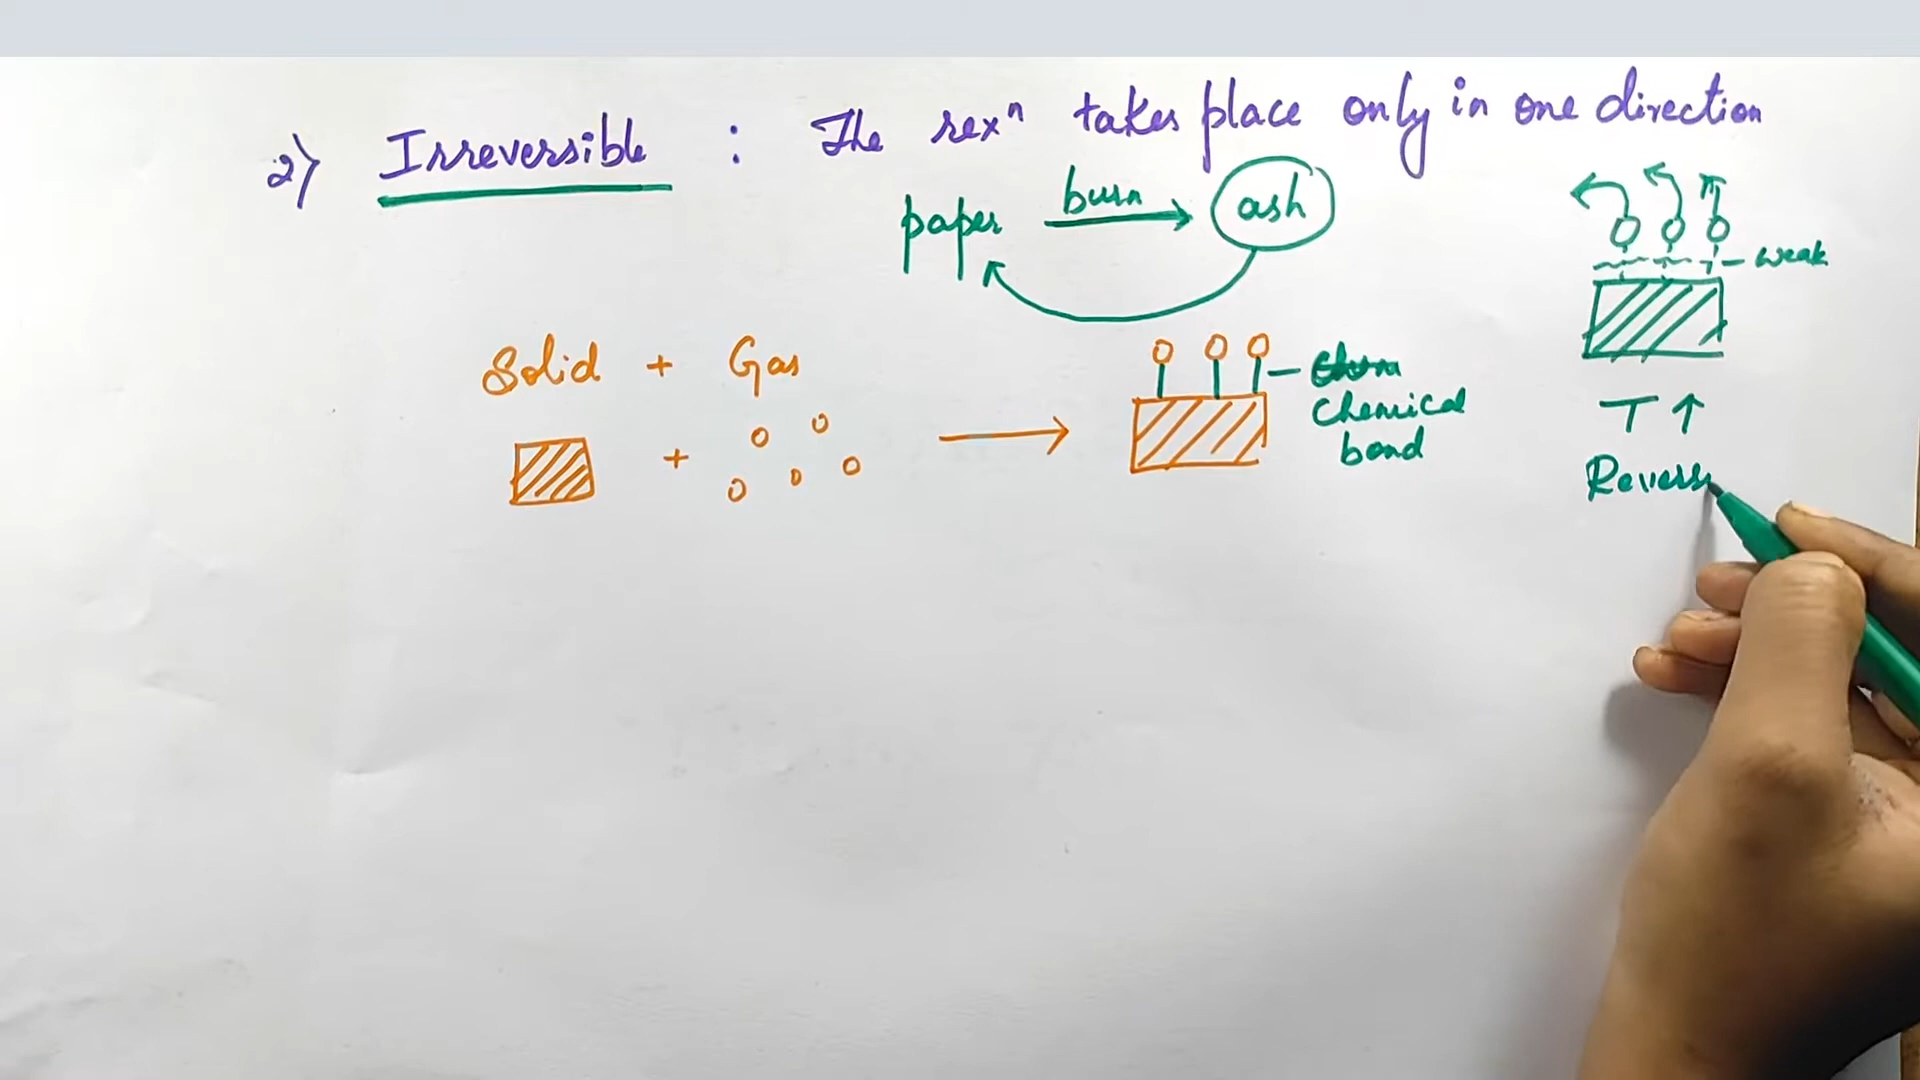 2) Irreversible : The rexⁿ takes place only in one direction
paper burn ash
weak
Solid + Gas
+
Chemical
bond
T ↑
Revers